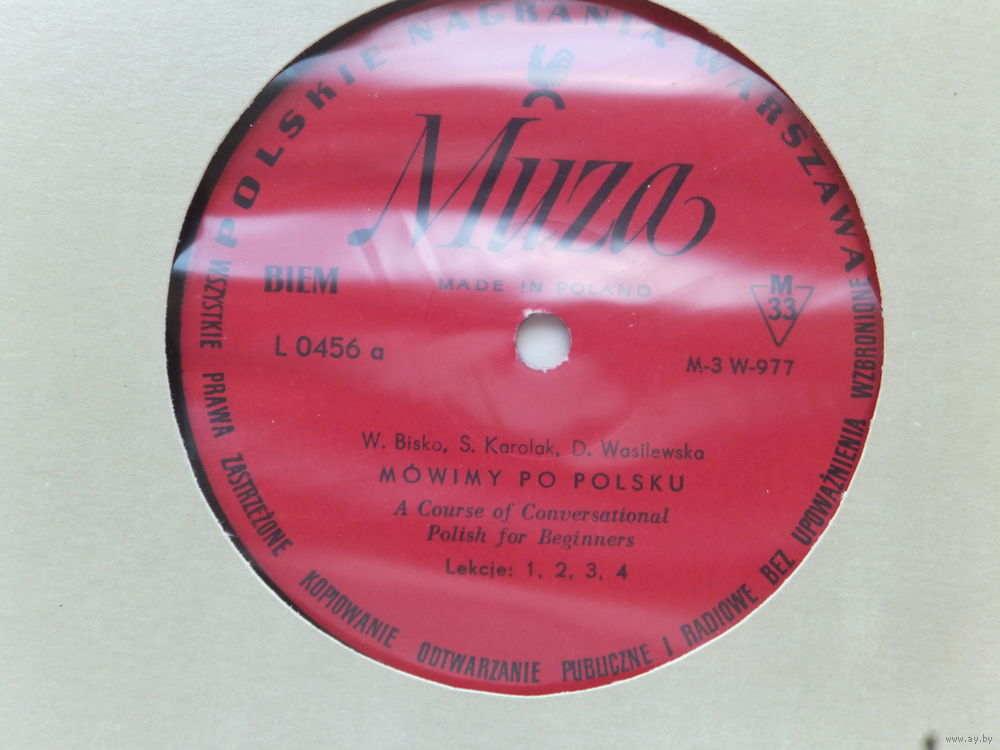 POLSKIE NAGRANIA WARSZAWA
Muza
MADE IN POLAND
BIEM
M
33
L 0456 a
M-3 W-977
W. Bisko, S. Karolak, D. Wasilewska
MÓWIMY PO POLSKU
A Course of Conversational
Polish for Beginners
Lekcje: 1, 2, 3, 4
WSZYSTKIE PRAWA ZASTRZEŻONE KOPIOWANIE ODTWARZANIE PUBLICZNE I RADIOWE BEZ UPOWAŻNIENIA WZBRONIONE
www.ay.by